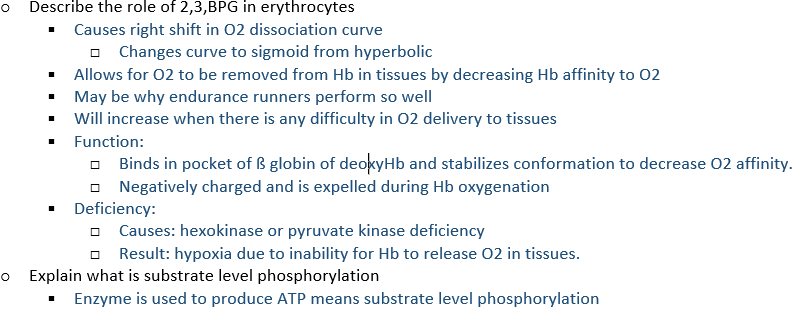 Describe the role of 2,3,BPG in erythrocytes
Causes right shift in O2 dissociation curve
Changes curve to sigmoid from hyperbolic
Allows for O2 to be removed from Hb in tissues by decreasing Hb affinity to O2
May be why endurance runners perform so well
Will increase when there is any difficulty in O2 delivery to tissues
Function:
Binds in pocket of ß globin of deoxyHb and stabilizes conformation to decrease O2 affinity.
Negatively charged and is expelled during Hb oxygenation
Deficiency:
Causes: hexokinase or pyruvate kinase deficiency
Result: hypoxia due to inability for Hb to release O2 in tissues.
Explain what is substrate level phosphorylation
Enzyme is used to produce ATP means substrate level phosphorylation